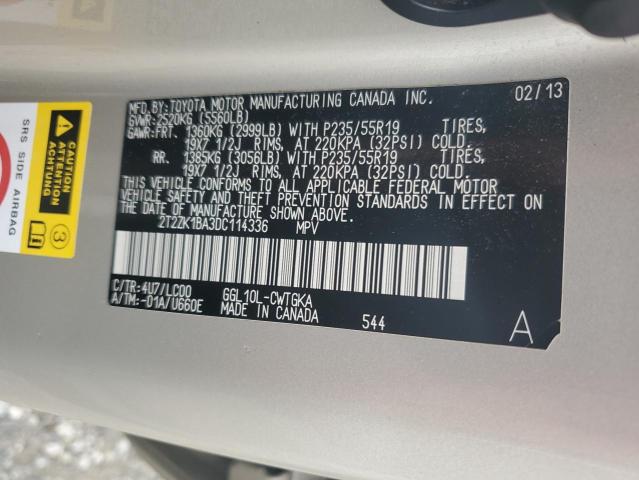 MFD.BY:TOYOTA MOTOR MANUFACTURING CANADA INC. 02/13
GVWR:2520KG (5560LB)
GAWR:FRT. 1360KG (2999LB) WITH P235/55R19 TIRES,
19X7 1/2J RIMS, AT 220KPA (32PSI) COLD.
RR. 1385KG (3056LB) WITH P235/55R19 TIRES,
19X7 1/2J RIMS, AT 220KPA (32PSI) COLD.
THIS VEHICLE CONFORMS TO ALL APPLICABLE FEDERAL MOTOR
VEHICLE SAFETY AND THEFT PREVENTION STANDARDS IN EFFECT ON
THE DATE OF MANUFACTURE SHOWN ABOVE.
2T2ZK1BA3DC114336 MPV
C/TR:4U7/LC00 GGL10L-CWTGKA
A/TM:-01A/U660E MADE IN CANADA
544
A
SRS SIDE AIRBAG
CAUTION
ATTENTION
ACHTUNG
3